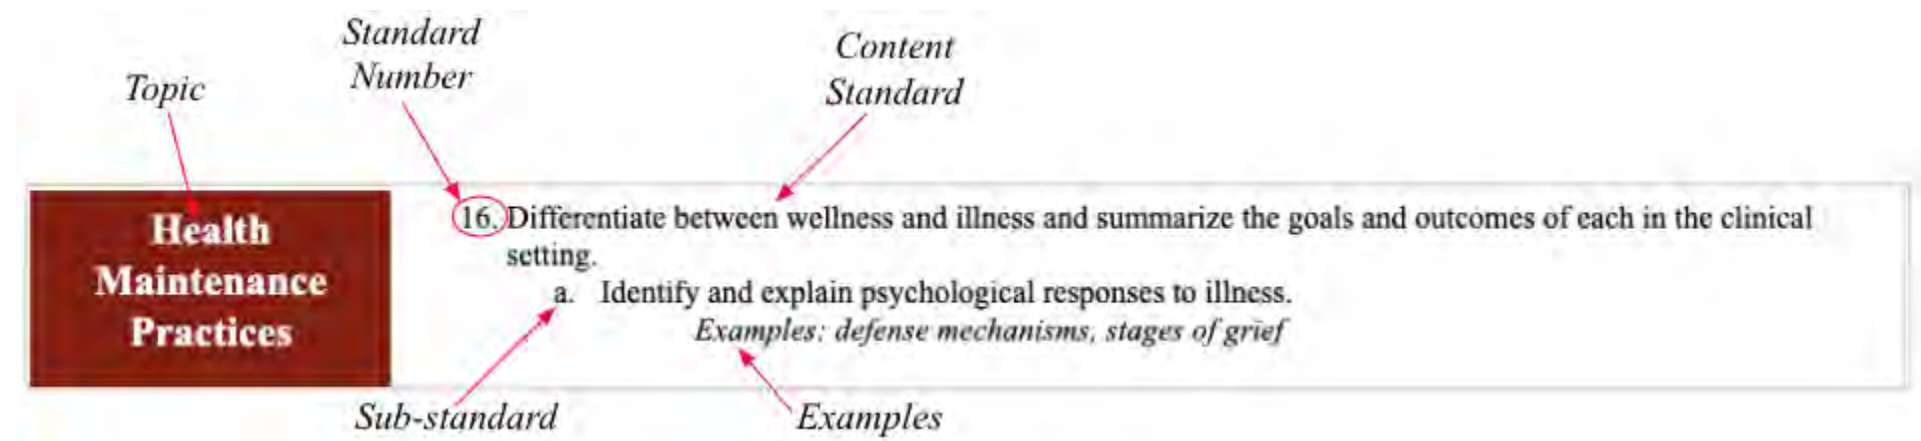 Standard
Number
Content
Standard
Topic
Health
Maintenance
Practices
16. Differentiate between wellness and illness and summarize the goals and outcomes of each in the clinical
setting.
a. Identify and explain psychological responses to illness.
Examples: defense mechanisms, stages of grief
Sub-standard
Examples